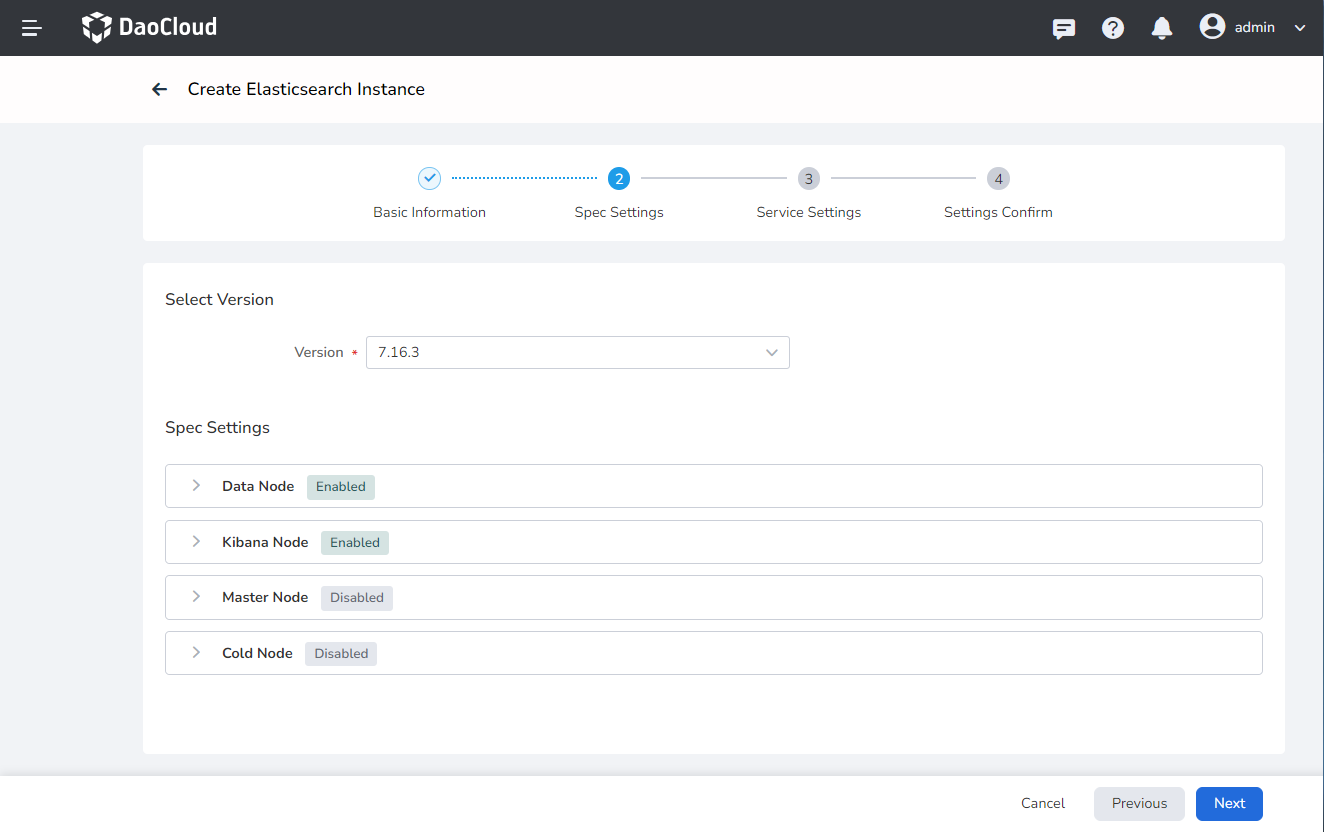 DaoCloud
admin
Create Elasticsearch Instance
2 3 4
Basic Information Spec Settings Service Settings Settings Confirm
Select Version
Version * 7.16.3
Spec Settings
Data Node Enabled
Kibana Node Enabled
Master Node Disabled
Cold Node Disabled
Cancel Previous Next